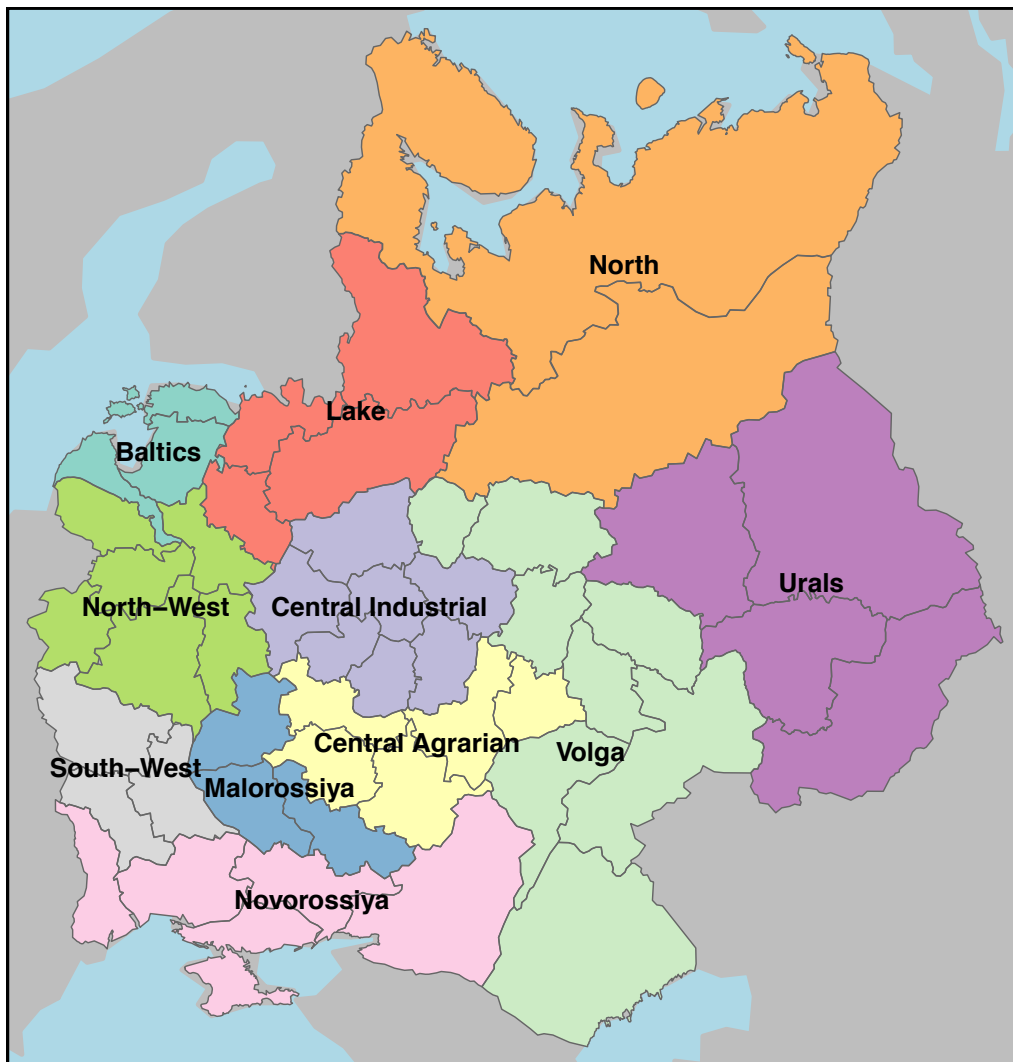 North
Lake
Baltics
Urals
North−West
Central Industrial
Central Agrarian
Volga
South−West
Malorossiya
Novorossiya